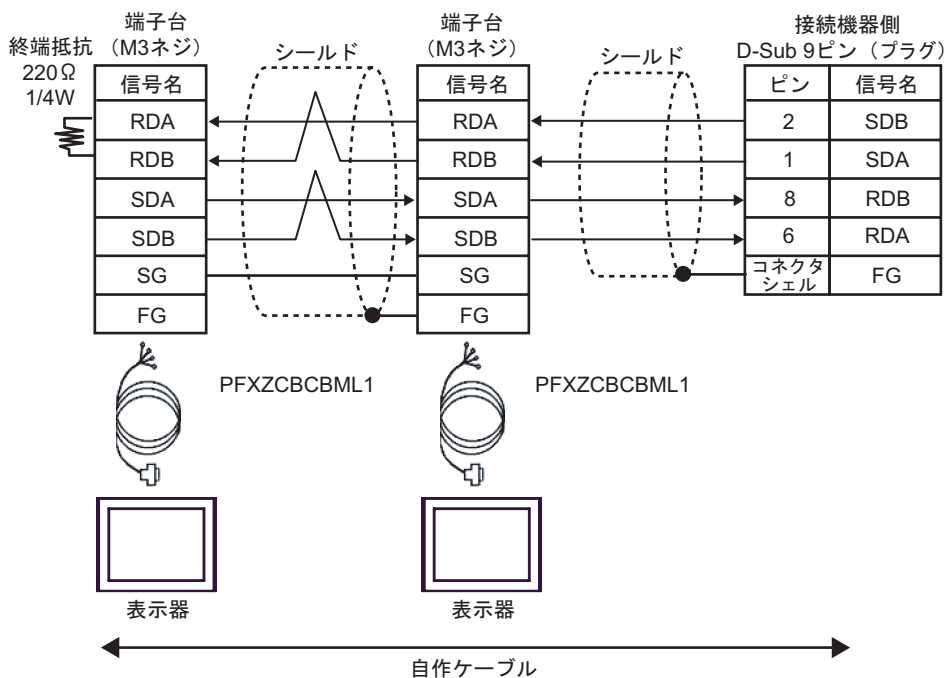 終端抵抗
220Ω
1/4W
端子台
（M3ネジ）
信号名
RDA
RDB
SDA
SDB
SG
FG
シールド
端子台
（M3ネジ）
信号名
RDA
RDB
SDA
SDB
SG
FG
シールド
接続機器側
D-Sub 9ピン（プラグ）
ピン 信号名
2 SDB
1 SDA
8 RDB
6 RDA
コネクタ
シェル
FG
PFXZCBCBML1
PFXZCBCBML1
表示器
表示器
自作ケーブル